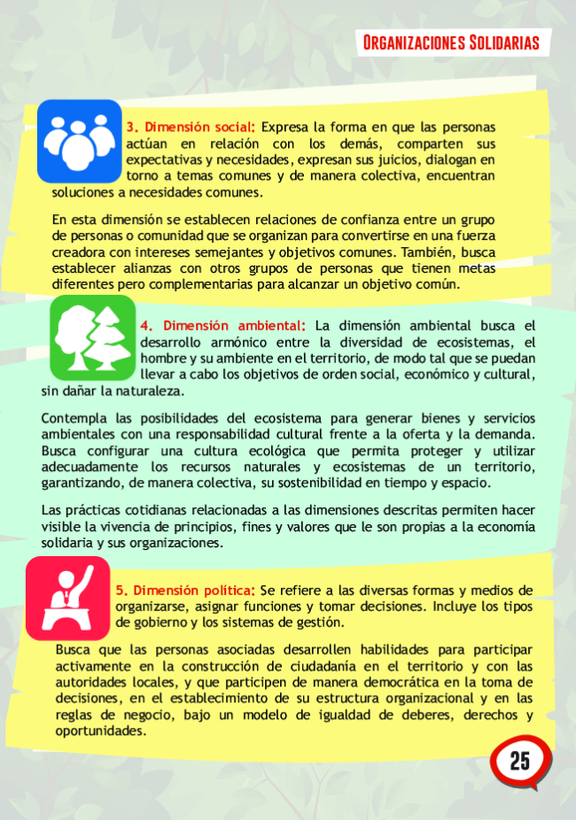 ORGANIZACIONES SOLIDARIAS
3. Dimensión social: Expresa la forma en que las personas
actúan en relación con los demás, comparten sus
expectativas y necesidades, expresan sus juicios, dialogan en
torno a temas comunes y de manera colectiva, encuentran
soluciones a necesidades comunes.
En esta dimensión se establecen relaciones de confianza entre un grupo
de personas o comunidad que se organizan para convertirse en una fuerza
creadora con intereses semejantes y objetivos comunes. También, busca
establecer alianzas con otros grupos de personas que tienen metas
diferentes pero complementarias para alcanzar un objetivo común.
4. Dimensión ambiental: La dimensión ambiental busca el
desarrollo armónico entre la diversidad de ecosistemas, el
hombre y su ambiente en el territorio, de modo tal que se puedan
llevar a cabo los objetivos de orden social, económico y cultural,
sin dañar la naturaleza.
Contempla las posibilidades del ecosistema para generar bienes y servicios
ambientales con una responsabilidad cultural frente a la oferta y la demanda.
Busca configurar una cultura ecológica que permita proteger y utilizar
adecuadamente los recursos naturales y ecosistemas de un territorio,
garantizando, de manera colectiva, su sostenibilidad en tiempo y espacio.
Las prácticas cotidianas relacionadas a las dimensiones descritas permiten hacer
visible la vivencia de principios, fines y valores que le son propias a la economía
solidaria y sus organizaciones.
5. Dimensión política: Se refiere a las diversas formas y medios de
organizarse, asignar funciones y tomar decisiones. Incluye los tipos
de gobierno y los sistemas de gestión.
Busca que las personas asociadas desarrollen habilidades para participar
activamente en la construcción de ciudadanía en el territorio y con las
autoridades locales, y que participen de manera democrática en la toma de
decisiones, en el establecimiento de su estructura organizacional y en las
reglas de negocio, bajo un modelo de igualdad de deberes, derechos y
oportunidades.
25